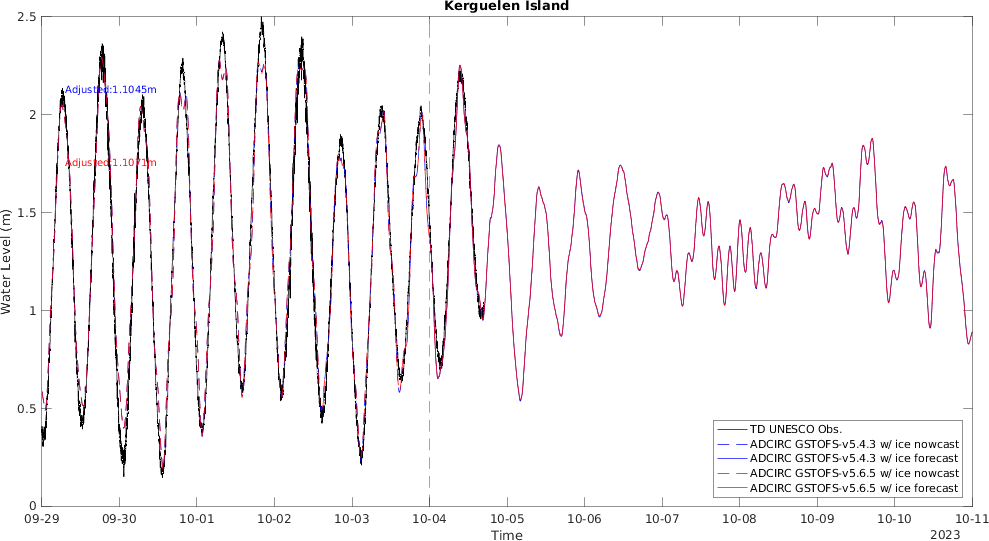 Kerguelen Island
2.5
2
1.5
1
0.5
0
Water Level (m)
Adjusted:1.1045m
Adjusted:1.1071m
TD UNESCO Obs.
ADCIRC GSTOFS-v5.4.3 w/ ice nowcast
ADCIRC GSTOFS-v5.4.3 w/ ice forecast
ADCIRC GSTOFS-v5.6.5 w/ ice nowcast
ADCIRC GSTOFS-v5.6.5 w/ ice forecast
09-29 09-30 10-01 10-02 10-03 10-04 10-05 10-06 10-07 10-08 10-09 10-10 10-11
Time
2023